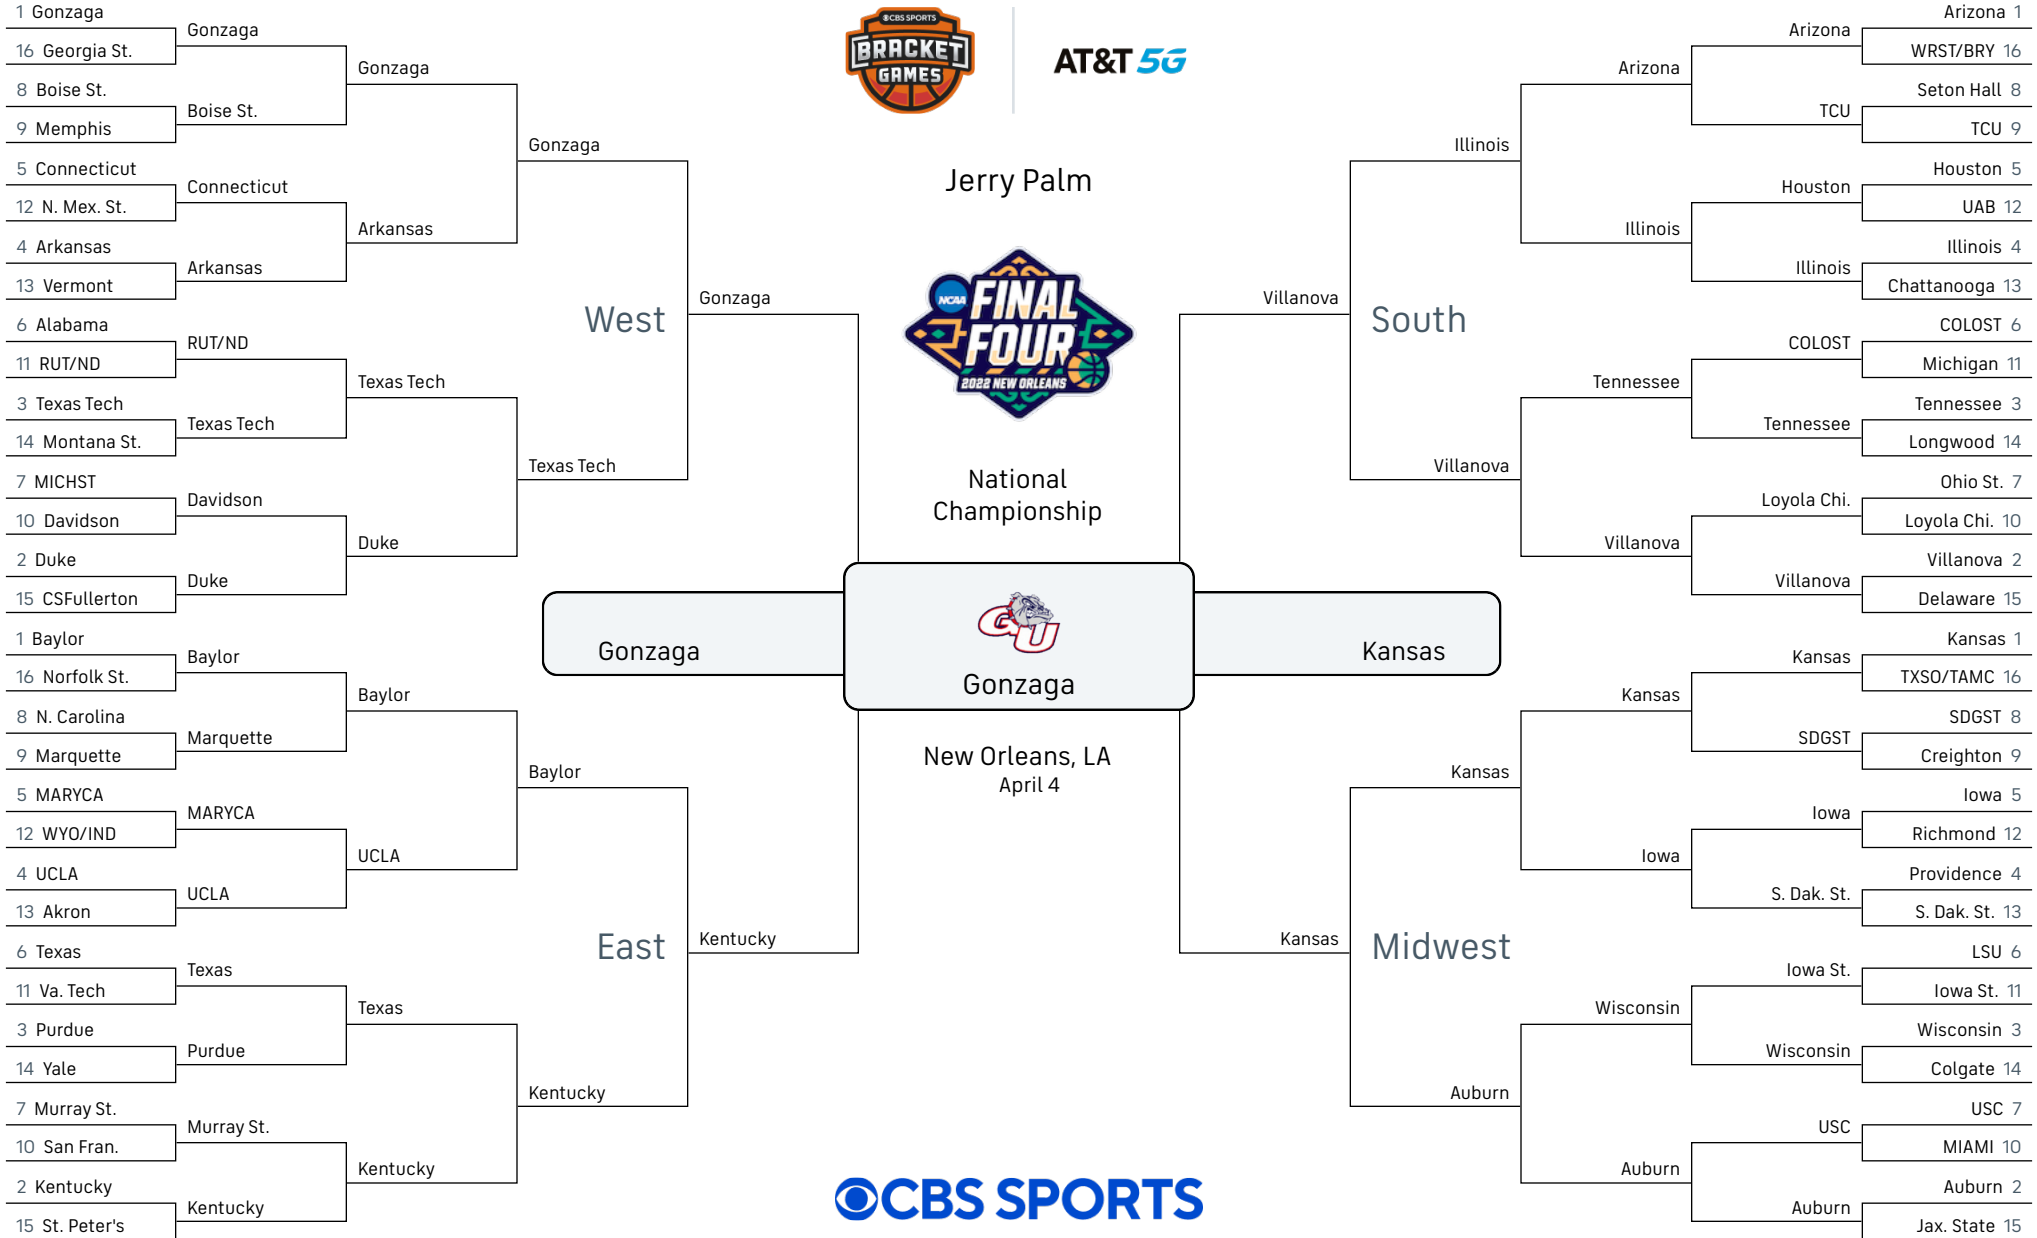 1 Gonzaga
16 Georgia St.
8 Boise St.
9 Memphis
5 Connecticut
12 N. Mex. St.
4 Arkansas
13 Vermont
6 Alabama
11 RUT/ND
3 Texas Tech
14 Montana St.
7 MICHST
10 Davidson
2 Duke
15 CSFullerton
1 Baylor
16 Norfolk St.
8 N. Carolina
9 Marquette
5 MARYCA
12 WYO/IND
4 UCLA
13 Akron
6 Texas
11 Va. Tech
3 Purdue
14 Yale
7 Murray St.
10 San Fran.
2 Kentucky
15 St. Peter's
Gonzaga
Boise St.
Connecticut
Arkansas
RUT/ND
Texas Tech
Davidson
Duke
Baylor
Marquette
MARYCA
UCLA
Texas
Purdue
Murray St.
Kentucky
Gonzaga
Arkansas
Texas Tech
Duke
Baylor
UCLA
Texas
Kentucky
Gonzaga
Texas Tech
Baylor
Kentucky
West
East
Gonzaga
Kentucky
CBS SPORTS
BRACKET
GAMES
AT&T 5G
Jerry Palm
NCAA
FINAL
FOUR
2022 NEW ORLEANS
National
Championship
Gonzaga
GU
Gonzaga
Kansas
New Orleans, LA
April 4
CBS SPORTS
Villanova
Kansas
South
Midwest
Illinois
Villanova
Kansas
Auburn
Arizona
Illinois
Tennessee
Villanova
Kansas
Iowa
Wisconsin
Auburn
Arizona
TCU
Houston
Illinois
COLOST
Tennessee
Loyola Chi.
Villanova
Kansas
SDGST
Iowa
S. Dak. St.
Iowa St.
Wisconsin
USC
Auburn
Arizona 1
WRST/BRY 16
Seton Hall 8
TCU 9
Houston 5
UAB 12
Illinois 4
Chattanooga 13
COLOST 6
Michigan 11
Tennessee 3
Longwood 14
Ohio St. 7
Loyola Chi. 10
Villanova 2
Delaware 15
Kansas 1
TXSO/TAMC 16
SDGST 8
Creighton 9
Iowa 5
Richmond 12
Providence 4
S. Dak. St. 13
LSU 6
Iowa St. 11
Wisconsin 3
Colgate 14
USC 7
MIAMI 10
Auburn 2
Jax. State 15